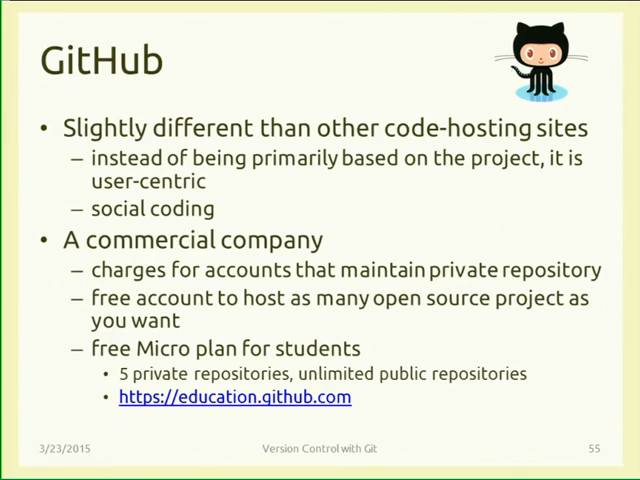 GitHub
• Slightly different than other code-hosting sites
– instead of being primarily based on the project, it is
user-centric
– social coding
• A commercial company
– charges for accounts that maintain private repository
– free account to host as many open source project as
you want
– free Micro plan for students
• 5 private repositories, unlimited public repositories
• https://education.github.com
3/23/2015
Version Control with Git
55